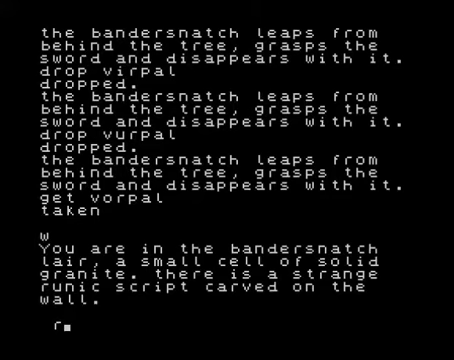 the bandersnatch leaps from
behind the tree, grasps the
sword and disappears with it.
drop virpal
dropped.
the bandersnatch leaps from
behind the tree, grasps the
sword and disappears with it.
drop vurpal
dropped.
the bandersnatch leaps from
behind the tree, grasps the
sword and disappears with it.
get vorpal
taken
w
You are in the bandersnatch
lair, a small cell of solid
granite. there is a strange
runic script carved on the
wall.
r